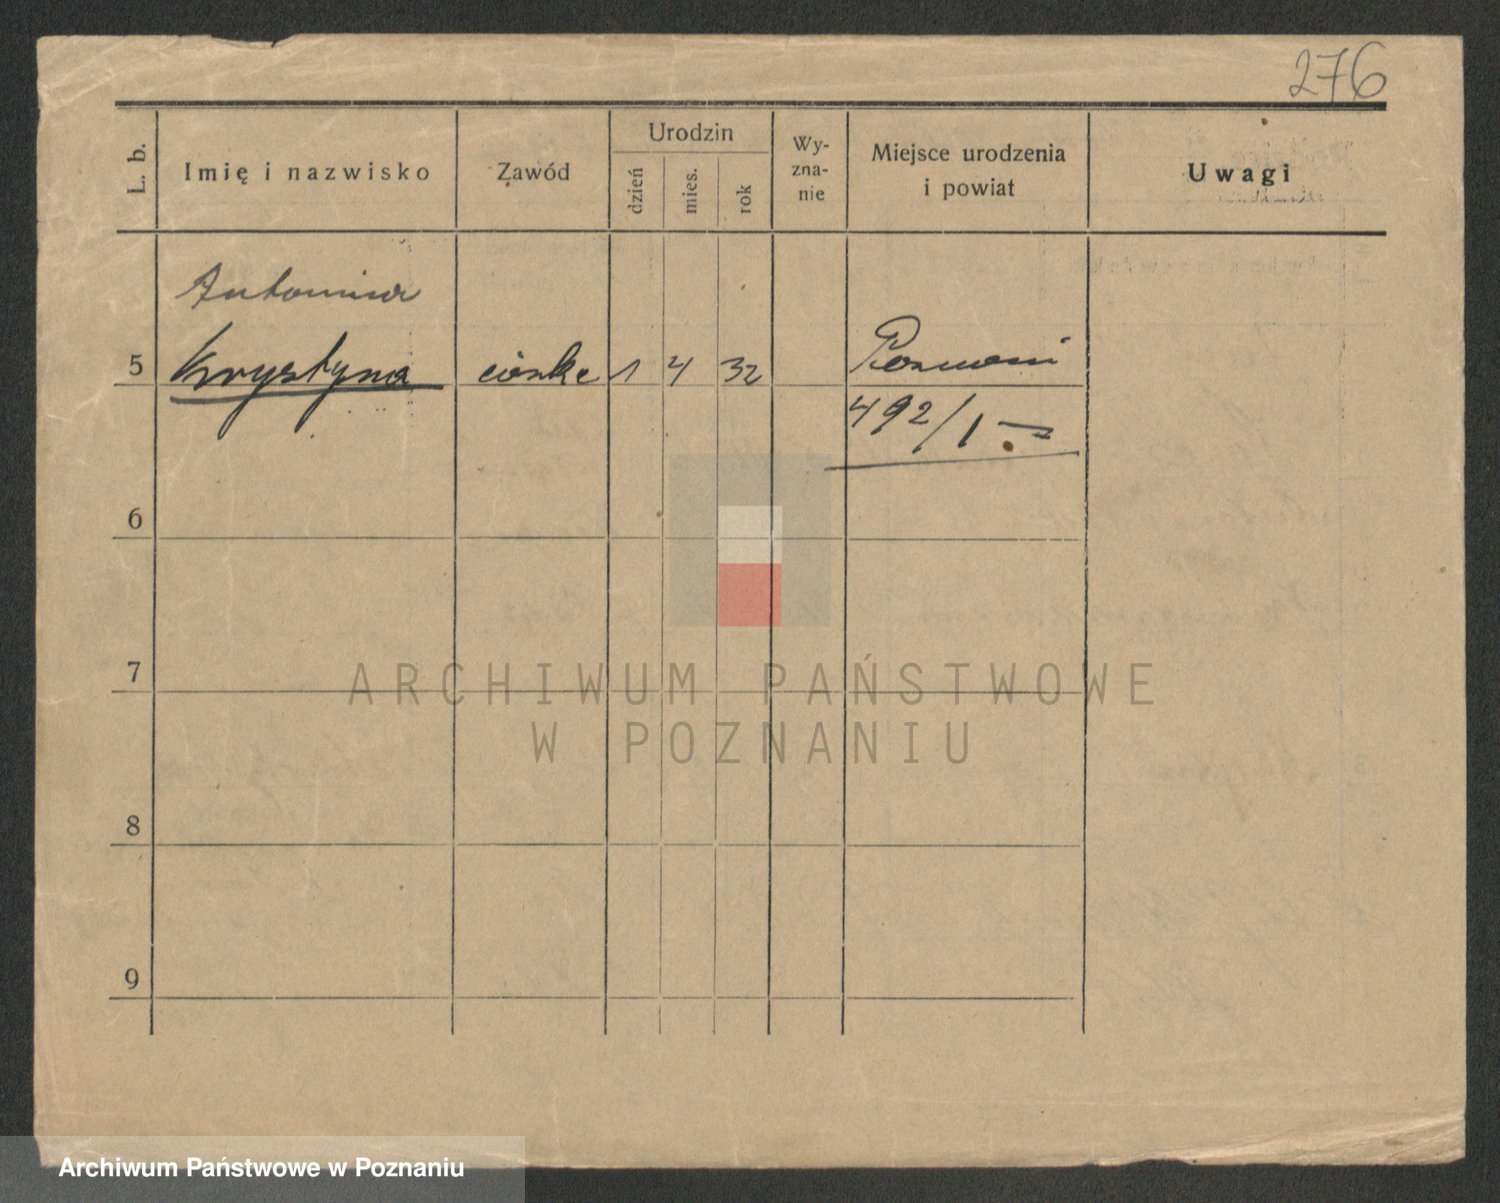 276
L. b. Imię i nazwisko Zawód Urodzin dzień mies. rok Wy-zna-nie Miejsce urodzenia i powiat Uwagi
Antonina
5 Krystyna córka 1 4 32 Poznań
492/1
6
7
ARCHIWUM PAŃSTWOWE
W POZNANIU
8
9
Archiwum Państwowe w Poznaniu